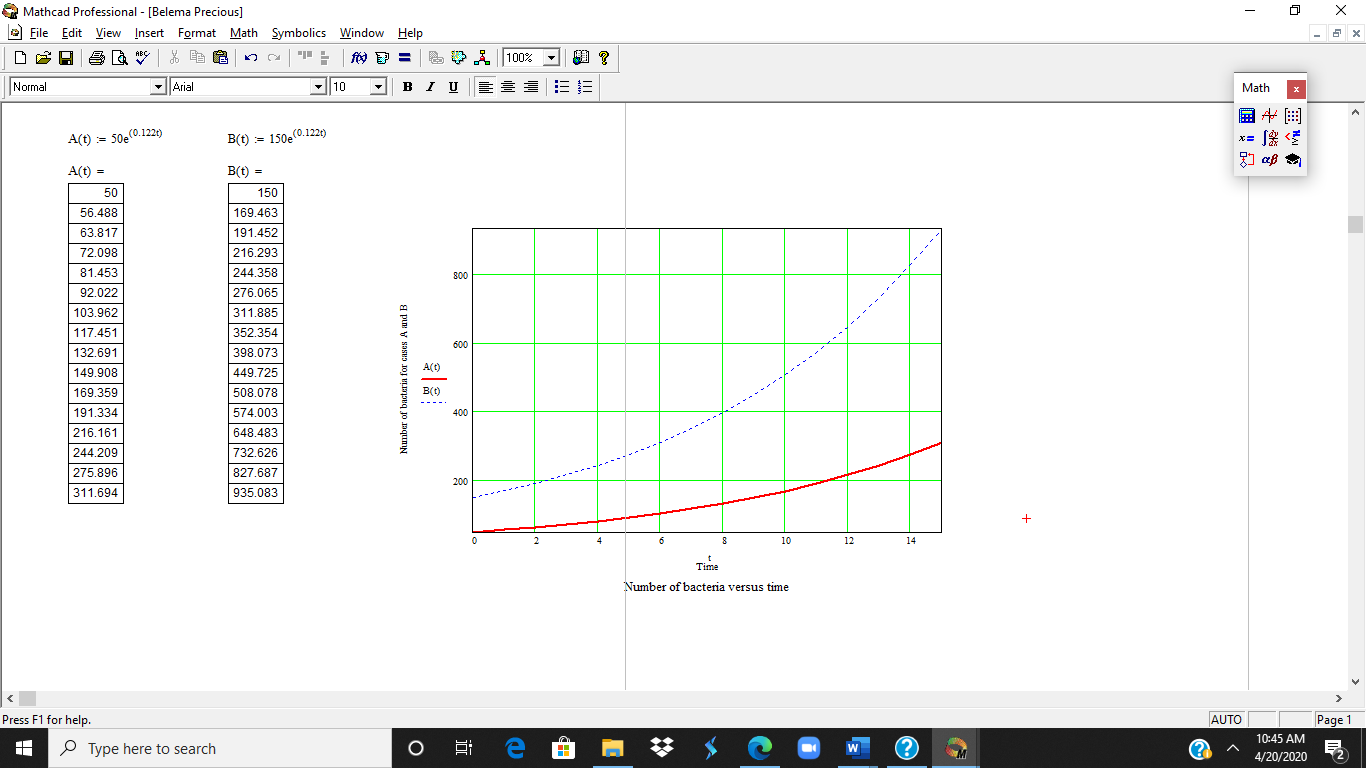 Mathcad Professional - [Belema Precious]
File Edit View Insert Format Math Symbolics Window Help
100%
Normal Arial 10 B I U
Math
A(t) := 50e^(0.122t) B(t) := 150e^(0.122t)
A(t) = B(t) =
50 150
56.488 169.463
63.817 191.452
72.098 216.293
81.453 244.358
92.022 276.065
103.962 311.885
117.451 352.354
132.691 398.073
149.908 449.725
169.359 508.078
191.334 574.003
216.161 648.483
244.209 732.626
275.896 827.687
311.694 935.083
Number of bacteria for cases A and B
A(t)
B(t)
800
600
400
200
0 2 4 6 8 10 12 14
t
Time
Number of bacteria versus time
Press F1 for help. AUTO Page 1
Type here to search
10:45 AM
4/20/2020
2